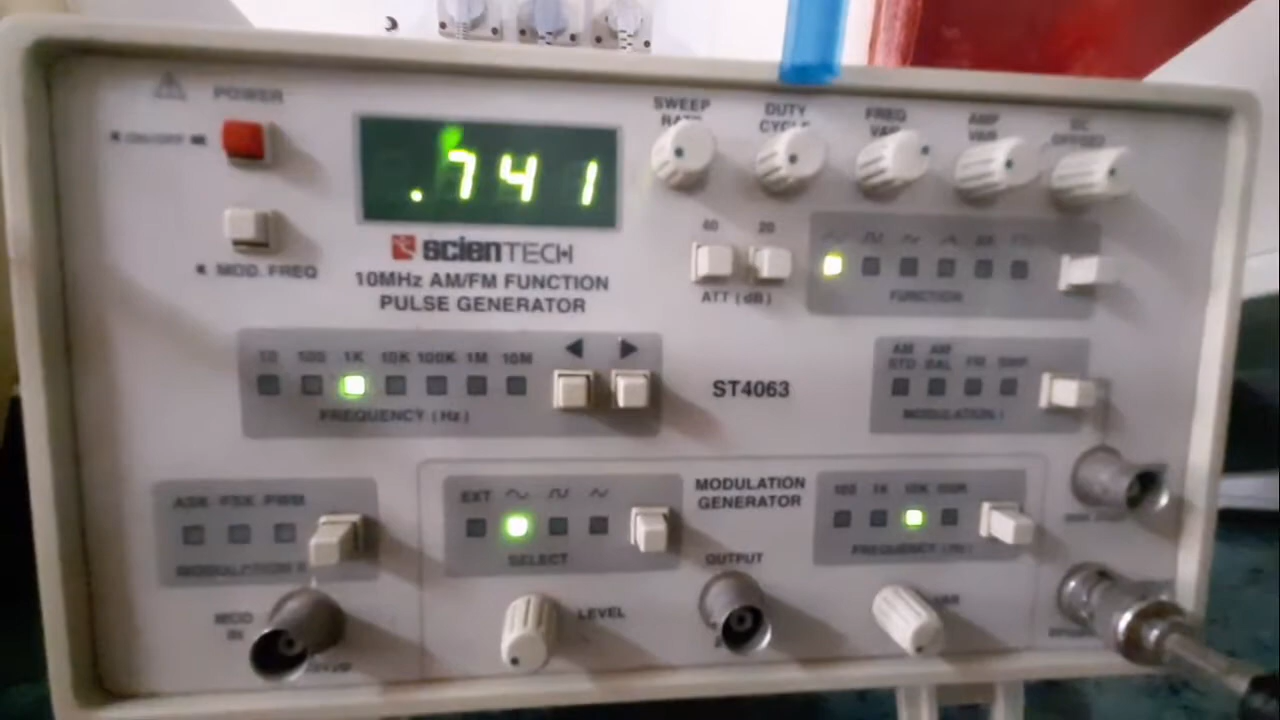 POWER
ON/OFF
.741
MOD. FREQ
scienTECH
10MHz AM/FM FUNCTION
PULSE GENERATOR
SWEEP
RATE
DUTY
CYCLE
FREQ
VAR
AMP
VAR
DC
OFFSET
40 20
ATT (dB)
FUNCTION
10 100 1K 10K 100K 1M 10M
FREQUENCY (Hz)
ST4063
AM
STD
AM
BAL
FM
MODULATION I
ASK FSK PWM
MODULATION II
EXT
SELECT
MODULATION
GENERATOR
100 1K 10K 100K
FREQUENCY (Hz)
MOD
IN
LEVEL
OUTPUT
VAR